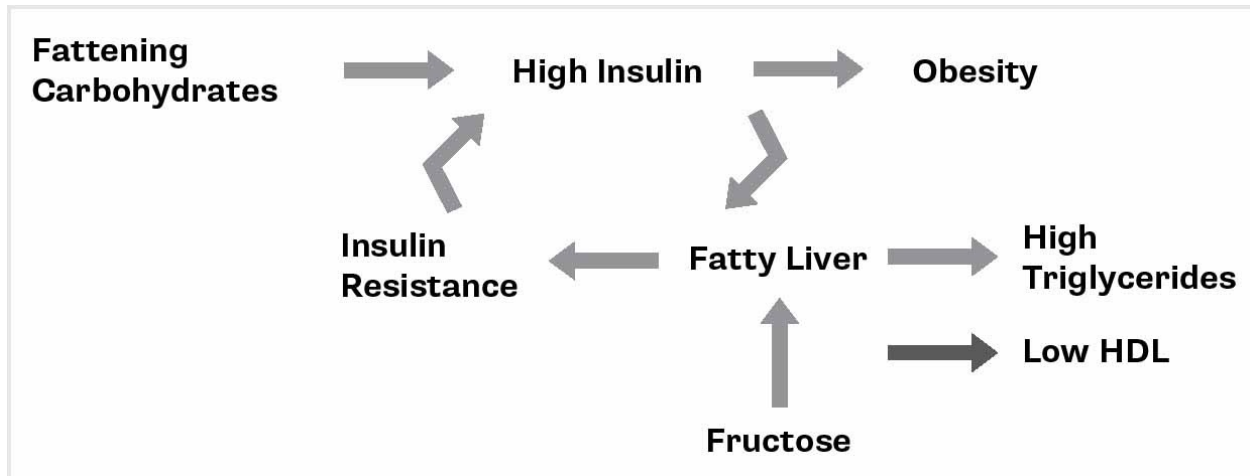 Fattening
Carbohydrates
High Insulin
Obesity
Insulin
Resistance
Fatty Liver
High
Triglycerides
Low HDL
Fructose